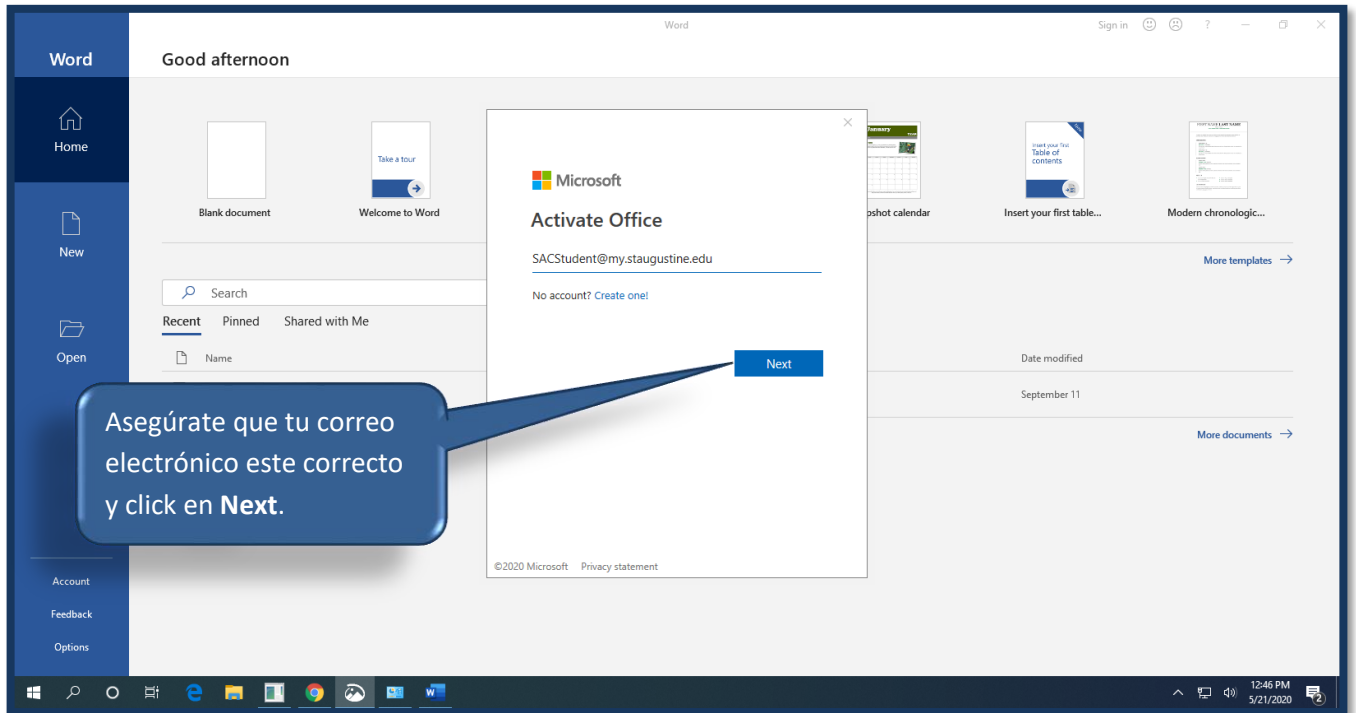 Word
Sign in
?
Word
Good afternoon
Home
New
Open
Account
Feedback
Options
Take a tour
January
Insert your first
Table of
contents
Blank document
Welcome to Word
pshot calendar
Insert your first table...
Modern chronologic...
More templates →
Search
Recent Pinned Shared with Me
Name
Date modified
September 11
More documents →
Microsoft
Activate Office
SACStudent@my.staugustine.edu
No account? Create one!
Next
©2020 Microsoft Privacy statement
Asegúrate que tu correo
electrónico este correcto
y click en Next.
12:46 PM
5/21/2020
2